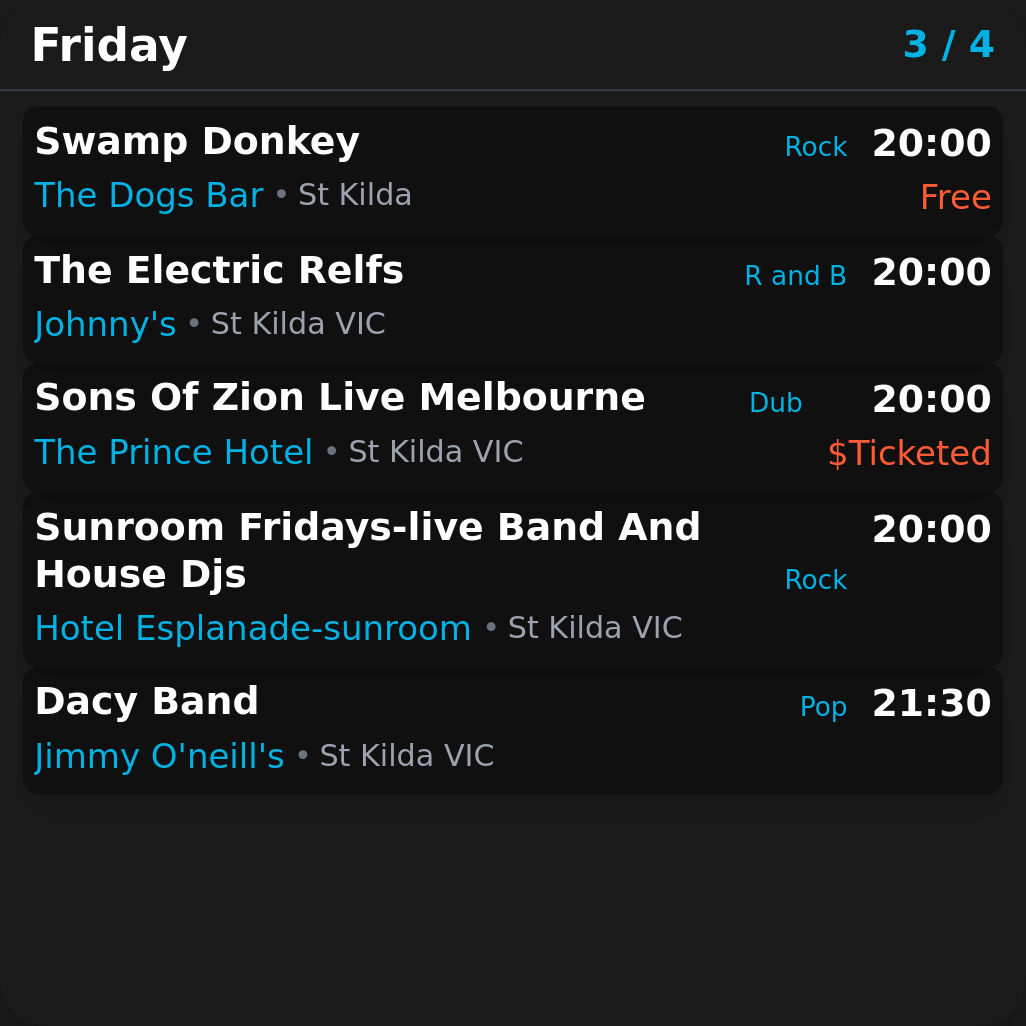 Friday 3 / 4
Swamp Donkey Rock 20:00
The Dogs Bar • St Kilda Free
The Electric Relfs R and B 20:00
Johnny's • St Kilda VIC
Sons Of Zion Live Melbourne Dub 20:00
The Prince Hotel • St Kilda VIC $Ticketed
Sunroom Fridays-live Band And 20:00
House Djs Rock
Hotel Esplanade-sunroom • St Kilda VIC
Dacy Band Pop 21:30
Jimmy O'neill's • St Kilda VIC